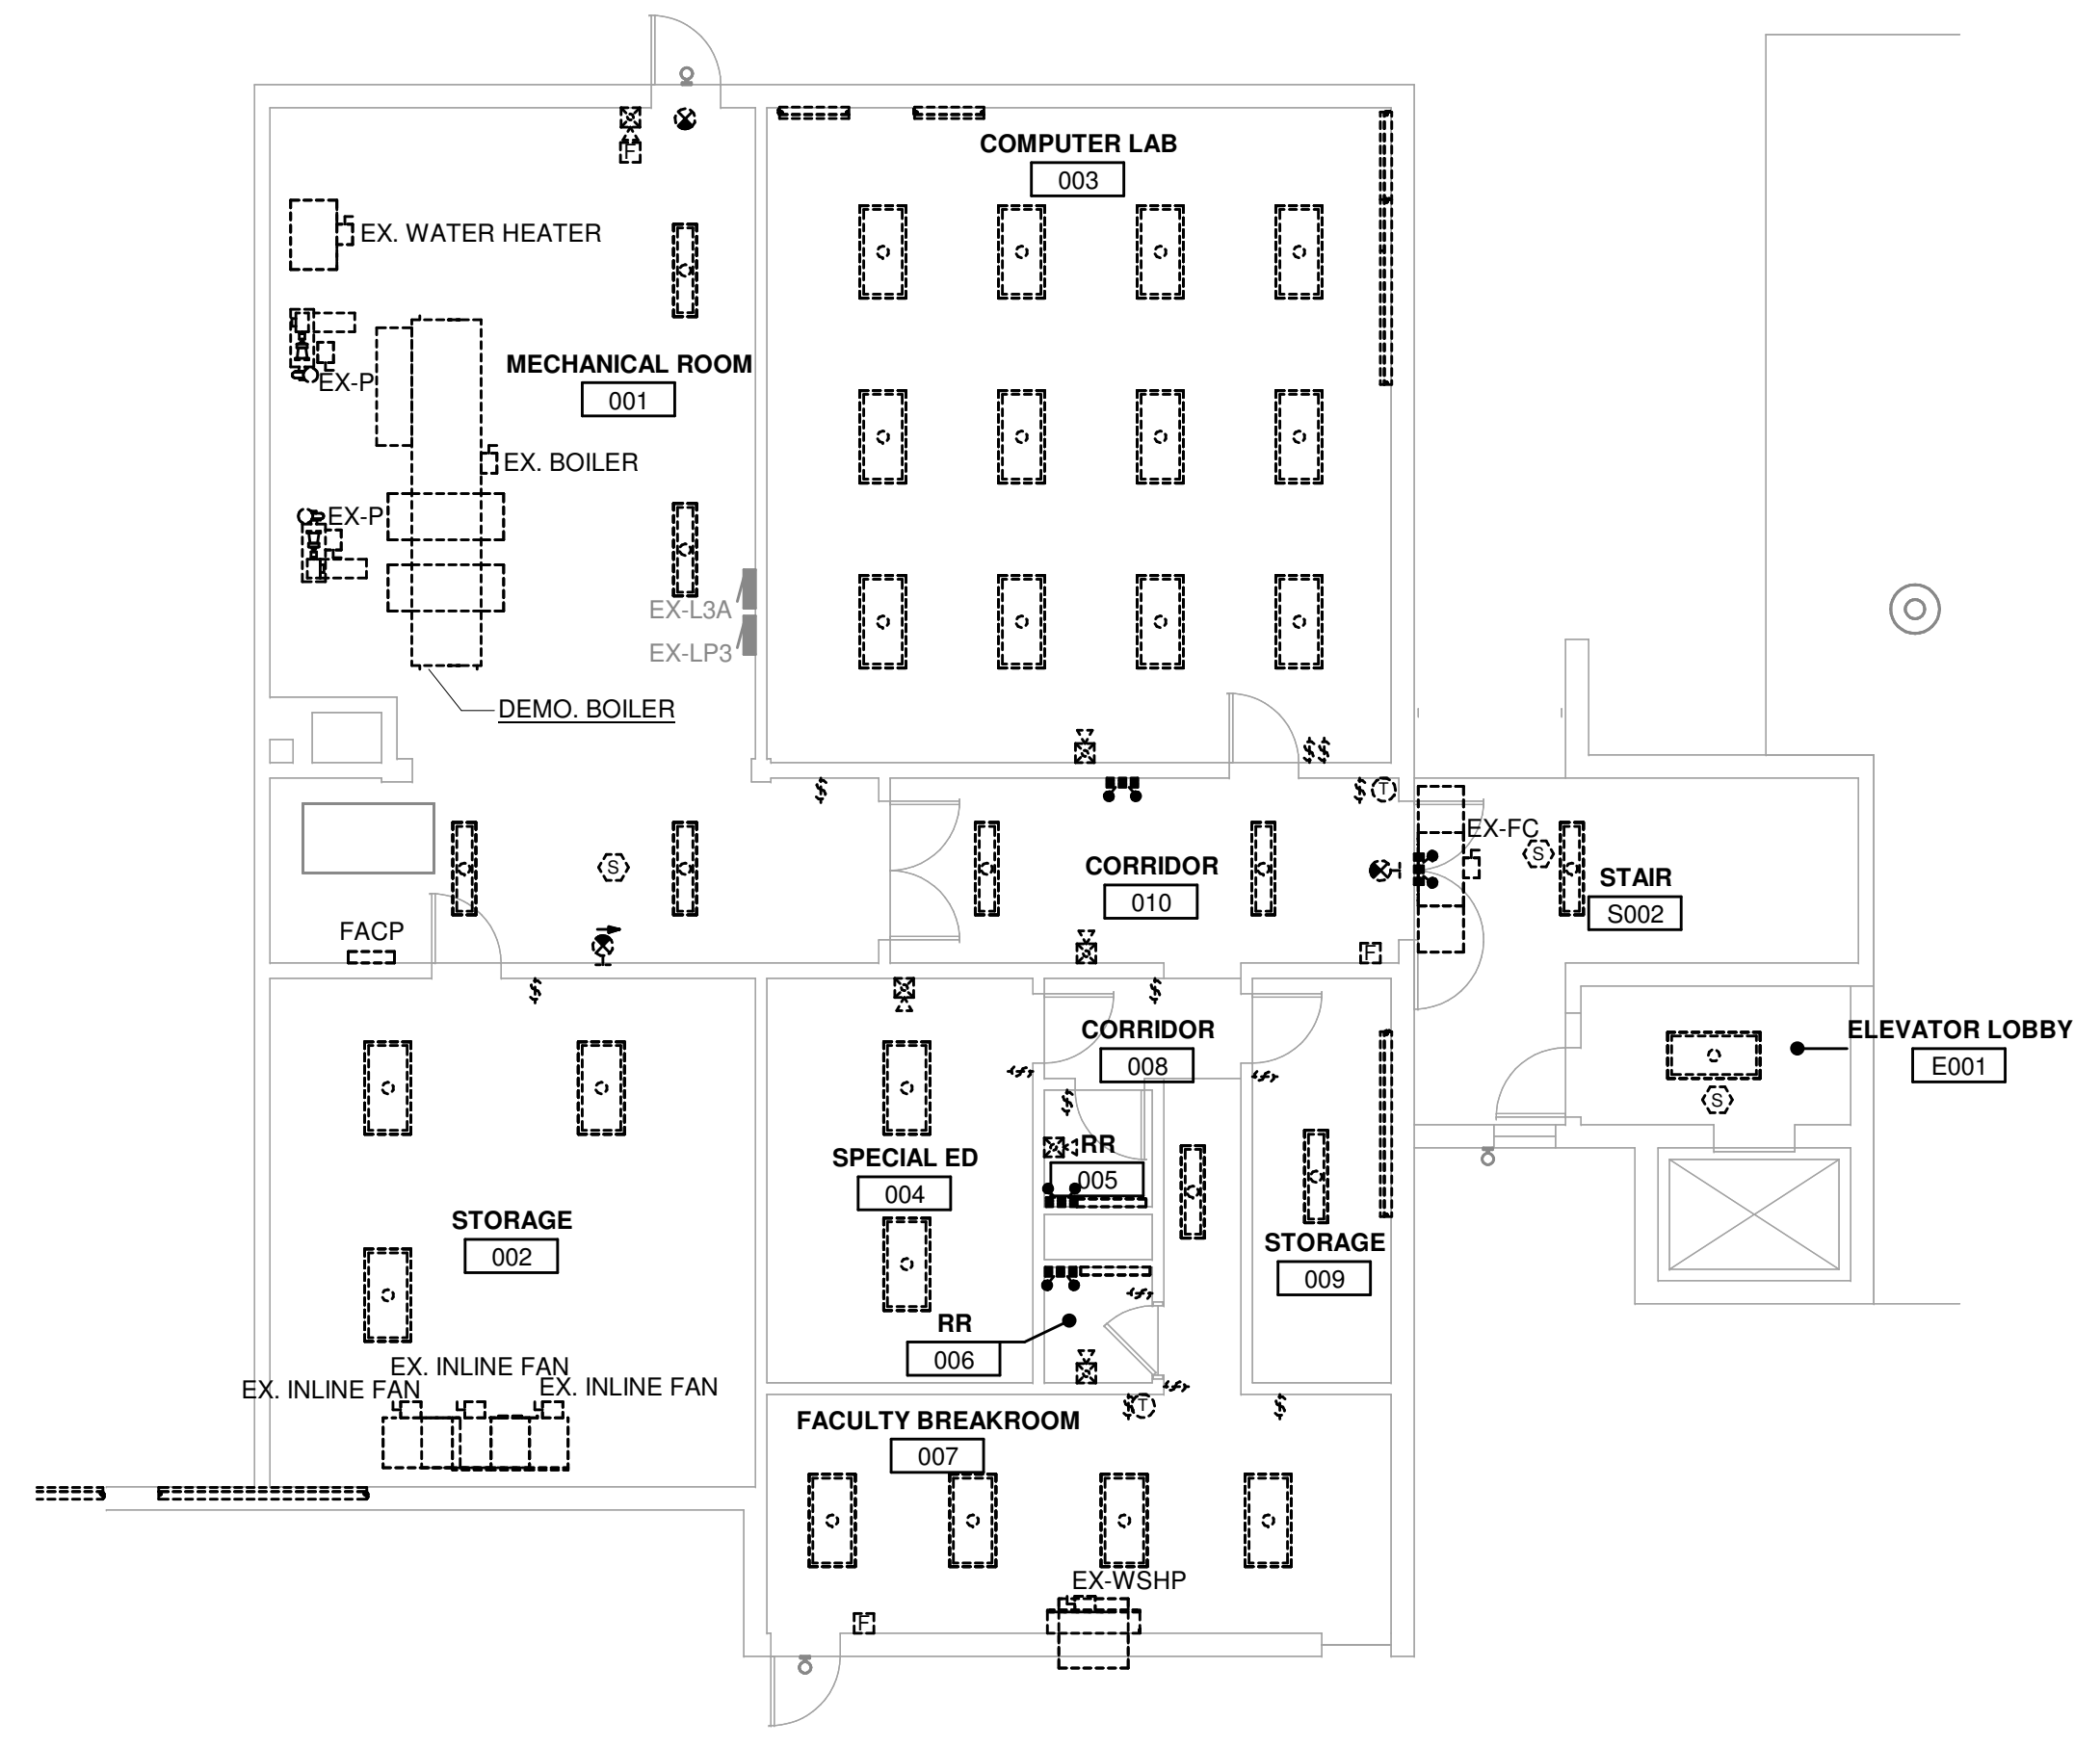 COMPUTER LAB
003
F
EX. WATER HEATER
MECHANICAL ROOM
001
EX-P
EX. BOILER
EX-P
EX-L3A
EX-LP3
DEMO. BOILER
T
EX-FC
S
S
CORRIDOR
010
STAIR
S002
FACP
F
CORRIDOR
008
ELEVATOR LOBBY
E001
S
SPECIAL ED
004
RR
005
STORAGE
002
STORAGE
009
RR
006
EX. INLINE FAN
EX. INLINE FAN
EX. INLINE FAN
T
FACULTY BREAKROOM
007
EX-WSHP
F